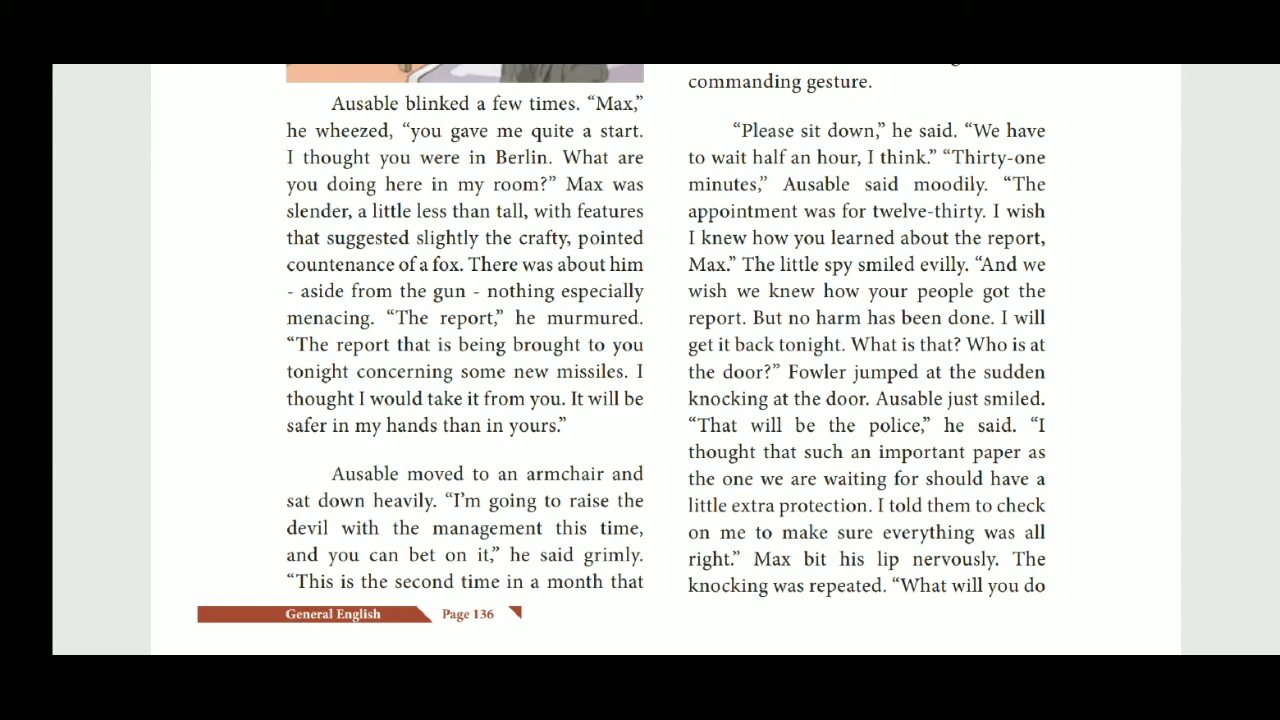 Ausable blinked a few times. “Max,”
he wheezed, “you gave me quite a start.
I thought you were in Berlin. What are
you doing here in my room?” Max was
slender, a little less than tall, with features
that suggested slightly the crafty, pointed
countenance of a fox. There was about him
- aside from the gun - nothing especially
menacing. “The report,” he murmured.
“The report that is being brought to you
tonight concerning some new missiles. I
thought I would take it from you. It will be
safer in my hands than in yours.”
Ausable moved to an armchair and
sat down heavily. “I’m going to raise the
devil with the management this time,
and you can bet on it,” he said grimly.
“This is the second time in a month that
commanding gesture.
“Please sit down,” he said. “We have
to wait half an hour, I think.” “Thirty-one
minutes,” Ausable said moodily. “The
appointment was for twelve-thirty. I wish
I knew how you learned about the report,
Max.” The little spy smiled evilly. “And we
wish we knew how your people got the
report. But no harm has been done. I will
get it back tonight. What is that? Who is at
the door?” Fowler jumped at the sudden
knocking at the door. Ausable just smiled.
“That will be the police,” he said. “I
thought that such an important paper as
the one we are waiting for should have a
little extra protection. I told them to check
on me to make sure everything was all
right.” Max bit his lip nervously. The
knocking was repeated. “What will you do
General English Page 136